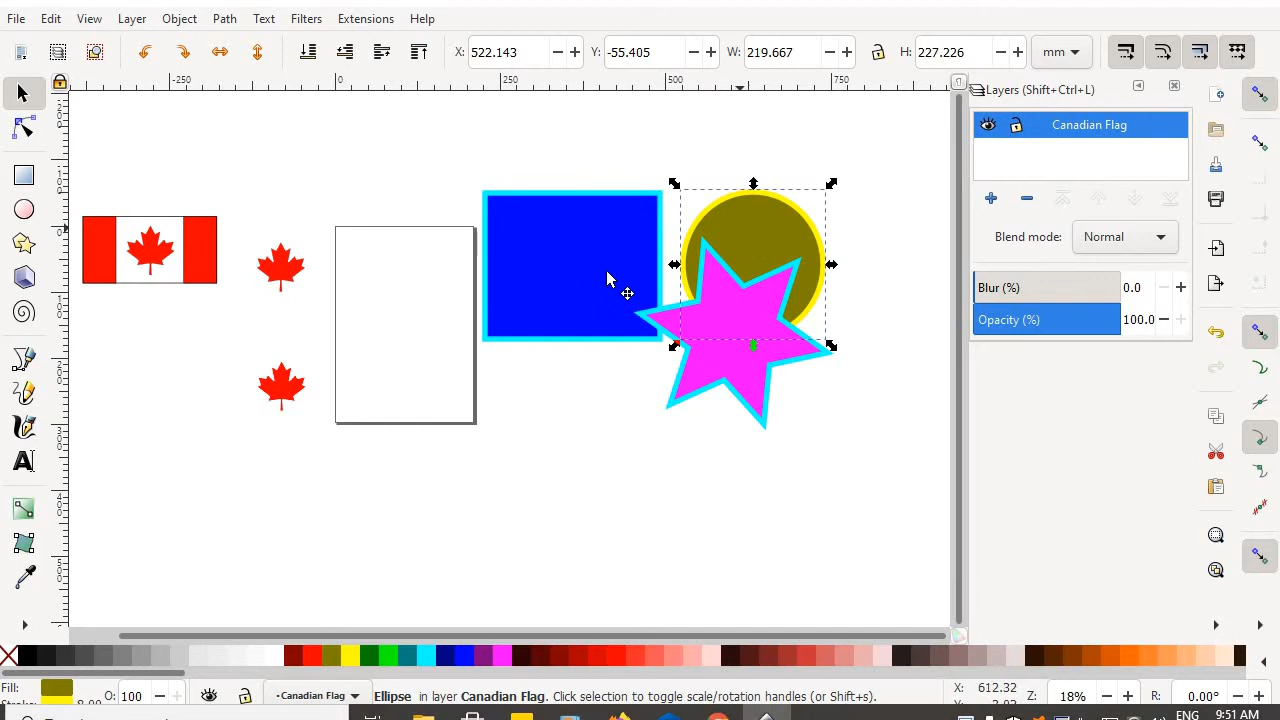 File Edit View Layer Object Path Text Filters Extensions Help
X: 522.143 Y: -55.405 W: 219.667 H: 227.226 mm
-250 0 250 500 750
Layers (Shift+Ctrl+L)
Canadian Flag
Blend mode: Normal
Blur (%) 0.0
Opacity (%) 100.0
A
Fill: O: 100 Canadian Flag Ellipse in layer Canadian Flag. Click selection to toggle scale/rotation handles (or Shift+s). X: 612.32 Z: 18% R: 0.00°
ENG 9:51 AM